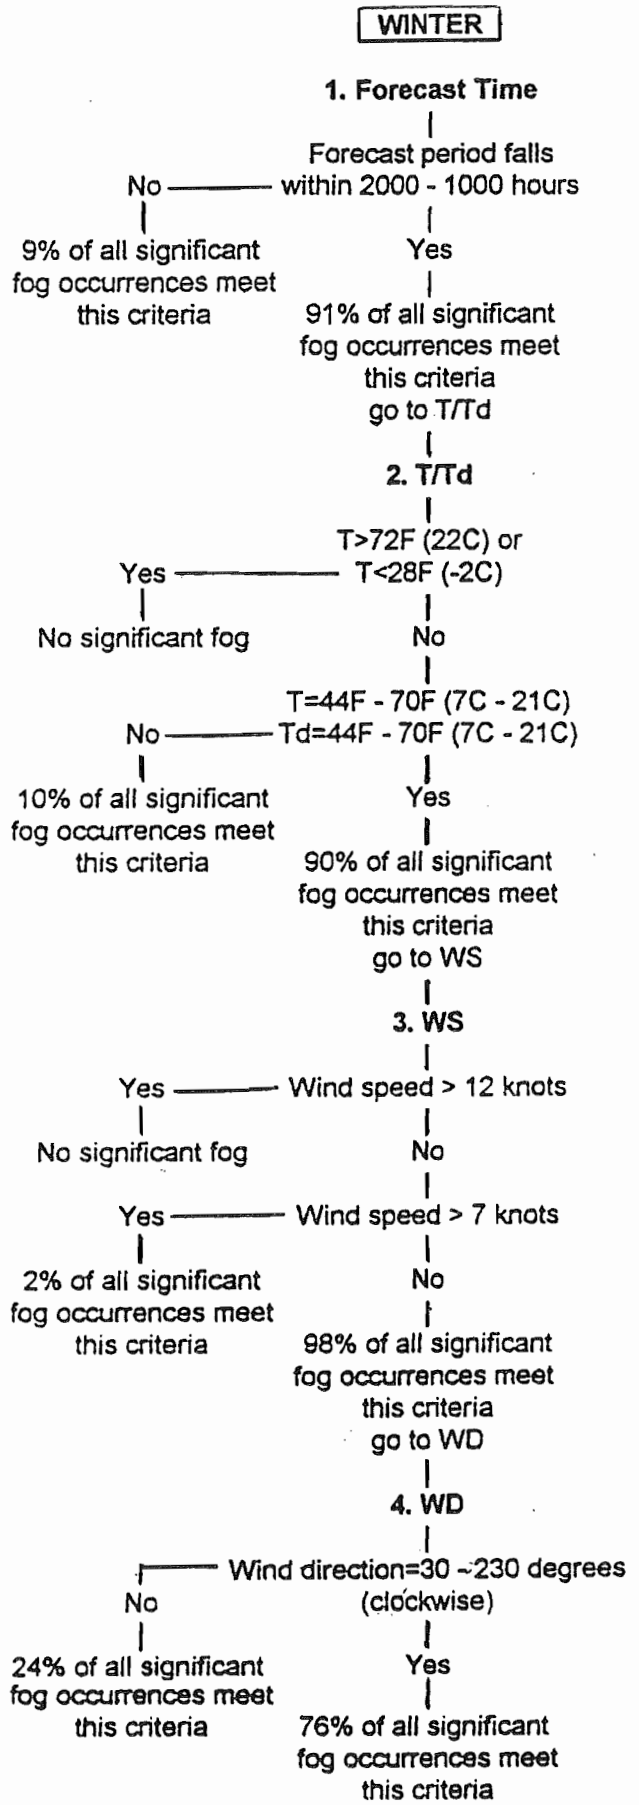 WINTER
1. Forecast Time
Forecast period falls
No
within 2000 - 1000 hours
9% of all significant
fog occurrences meet
this criteria
Yes
91% of all significant
fog occurrences meet
this criteria
go to T/Td
2. T/Td
T>72F (22C) or
Yes
T<28F (-2C)
No significant fog
No
T=44F - 70F (7C - 21C)
No
Td=44F - 70F (7C - 21C)
10% of all significant
fog occurrences meet
this criteria
Yes
90% of all significant
fog occurrences meet
this criteria
go to WS
3. WS
Yes
Wind speed > 12 knots
No significant fog
No
Yes
Wind speed > 7 knots
2% of all significant
fog occurrences meet
this criteria
No
98% of all significant
fog occurrences meet
this criteria
go to WD
4. WD
Wind direction=30 - 230 degrees
(clockwise)
No
24% of all significant
fog occurrences meet
this criteria
Yes
76% of all significant
fog occurrences meet
this criteria